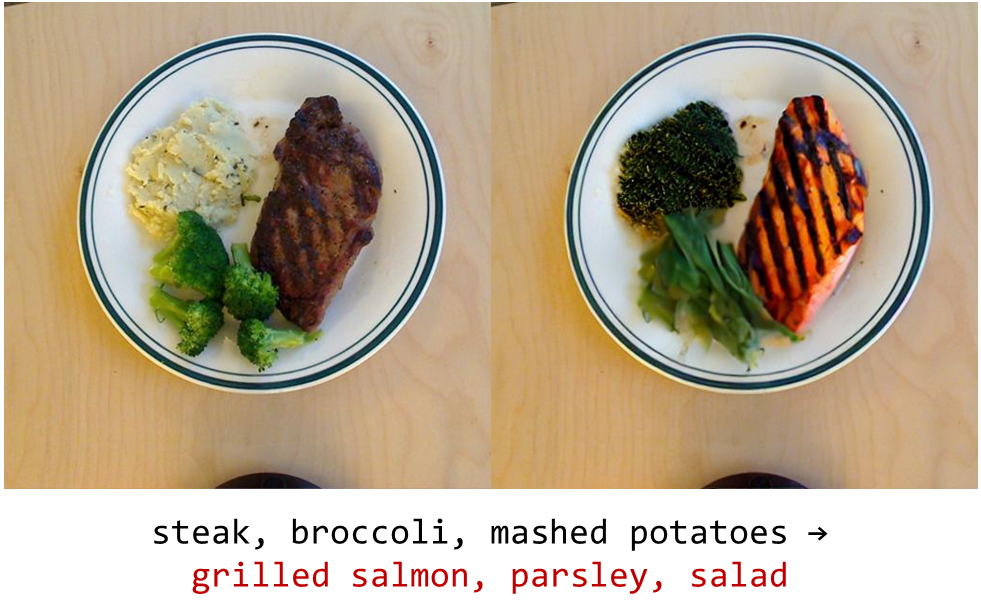 steak, broccoli, mashed potatoes →
grilled salmon, parsley, salad